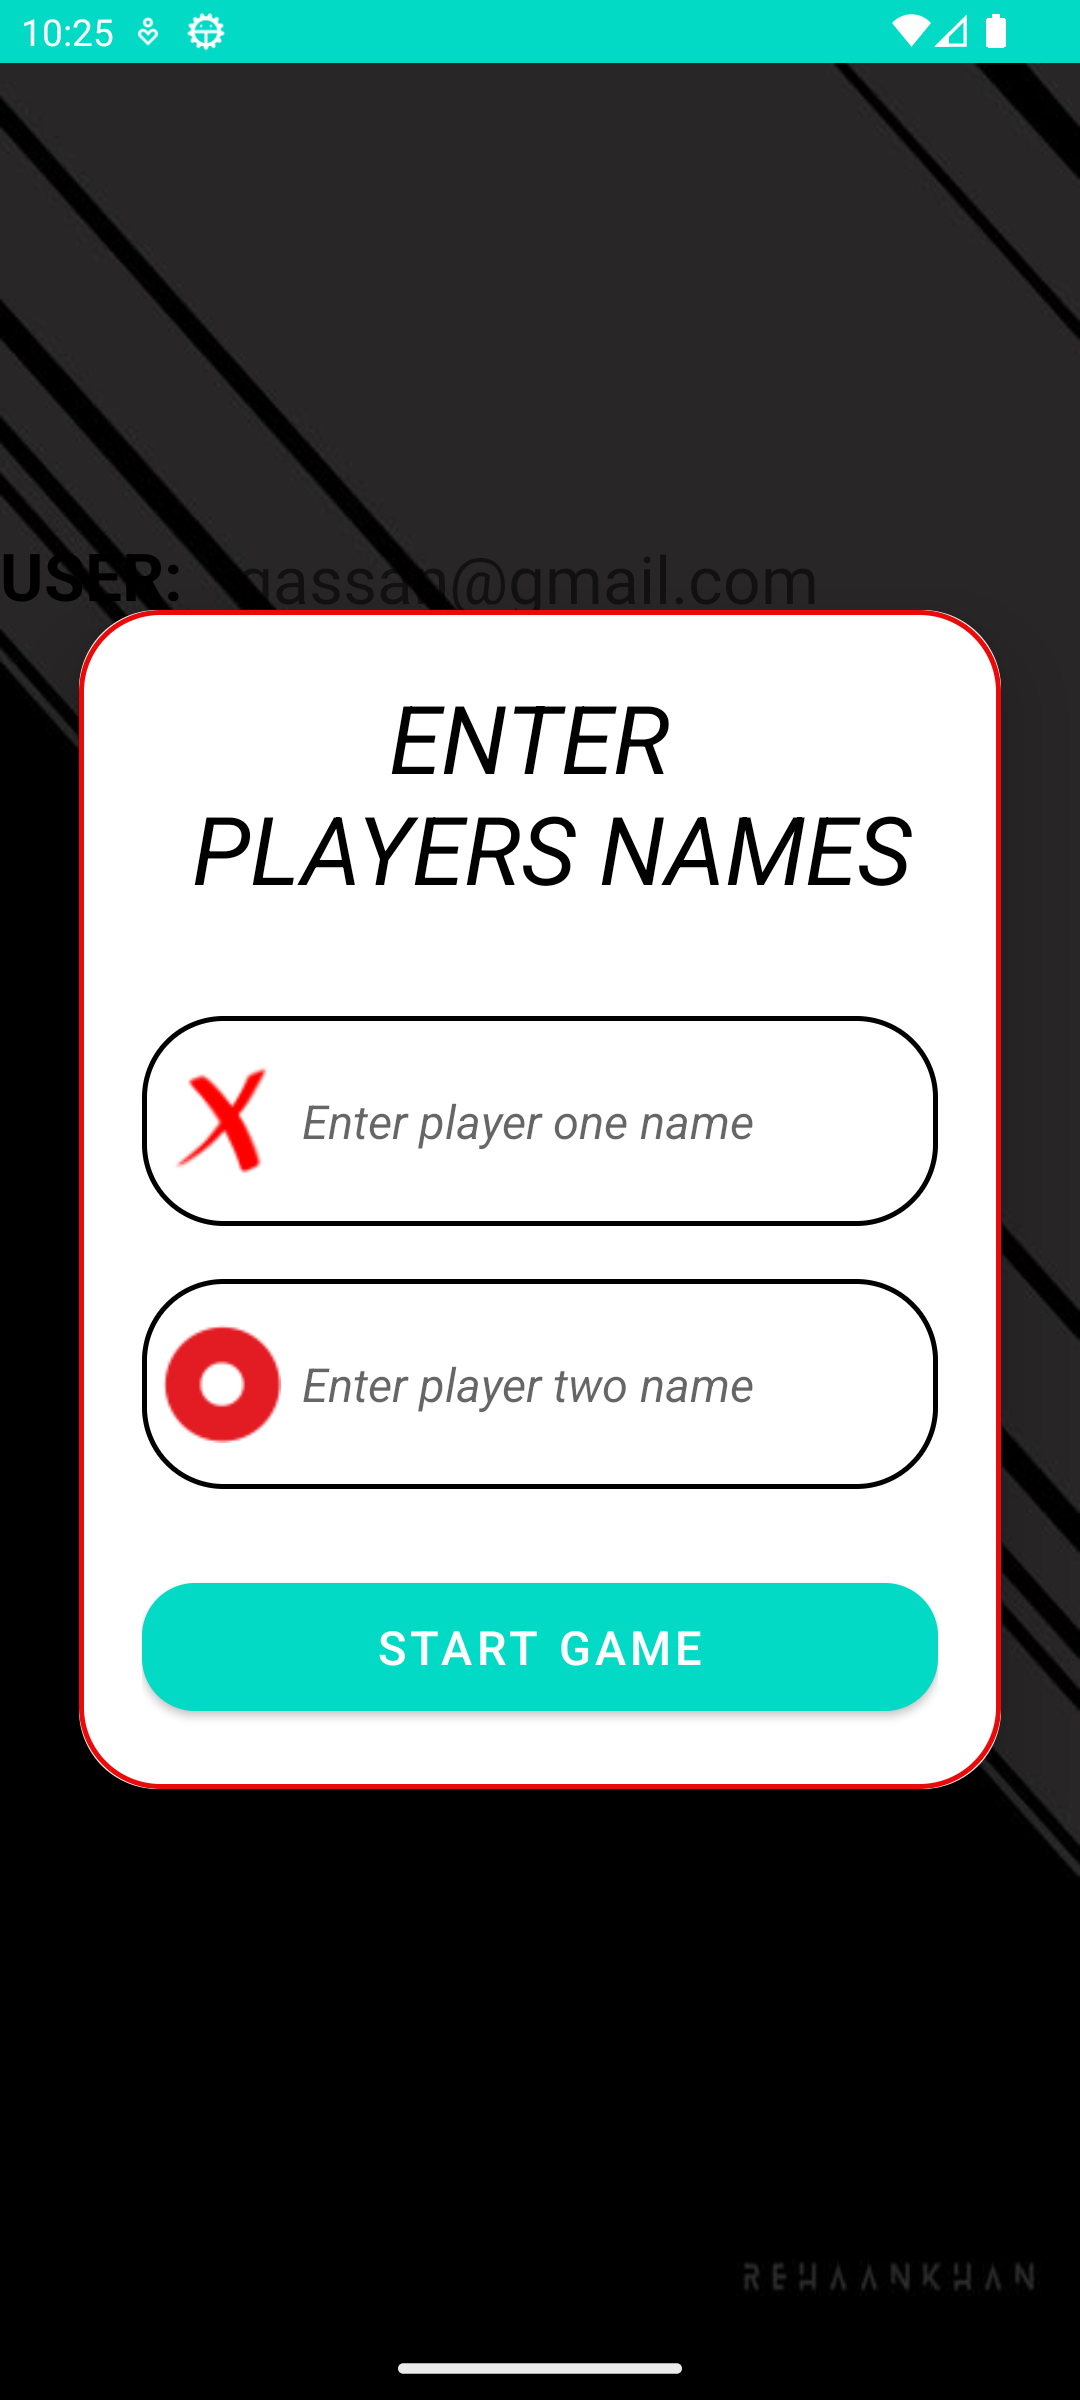 10:25
USER: gassan@gmail.com
ENTER
PLAYERS NAMES
Enter player one name
Enter player two name
START GAME
REHAANKHAN